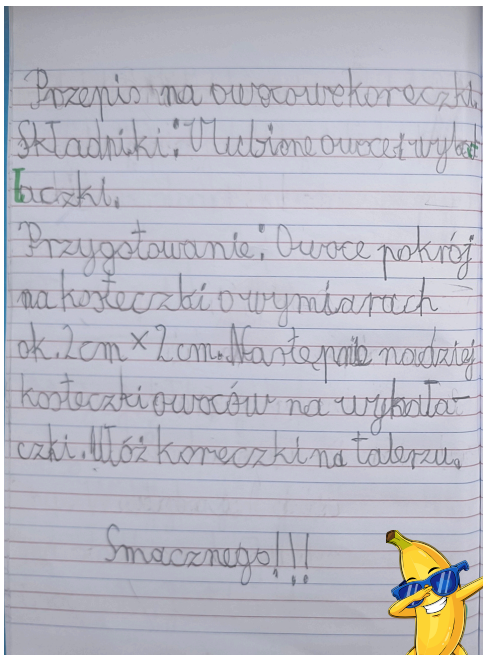 Przepis na owocowe koreczki.
Składniki: Ulubione owoce i wyka
łaczki.
Przygotowanie: Owoce pokrój
na kosteczki o wymiarach
ok. 2cm x 2cm. Następnie nadziej
kosteczki owoców na wykała-
czki. Włóż koreczki na talerzu.
Smacznego!!!